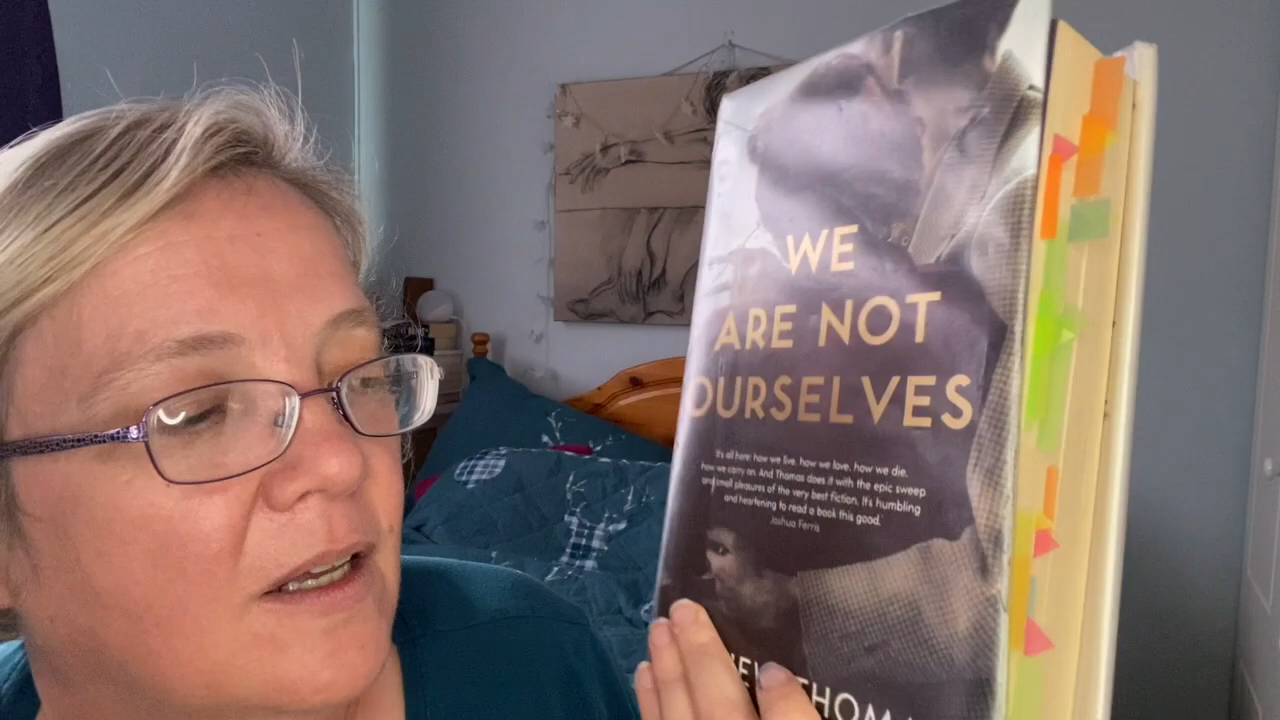 WE
ARE NOT
OURSELVES
'It's all here: how we live, how we love, how we die,
how we carry on. And Thomas does it with the epic sweep
and small pleasures of the very best fiction. It's humbling
and heartening to read a book this good.'
Joshua Ferris